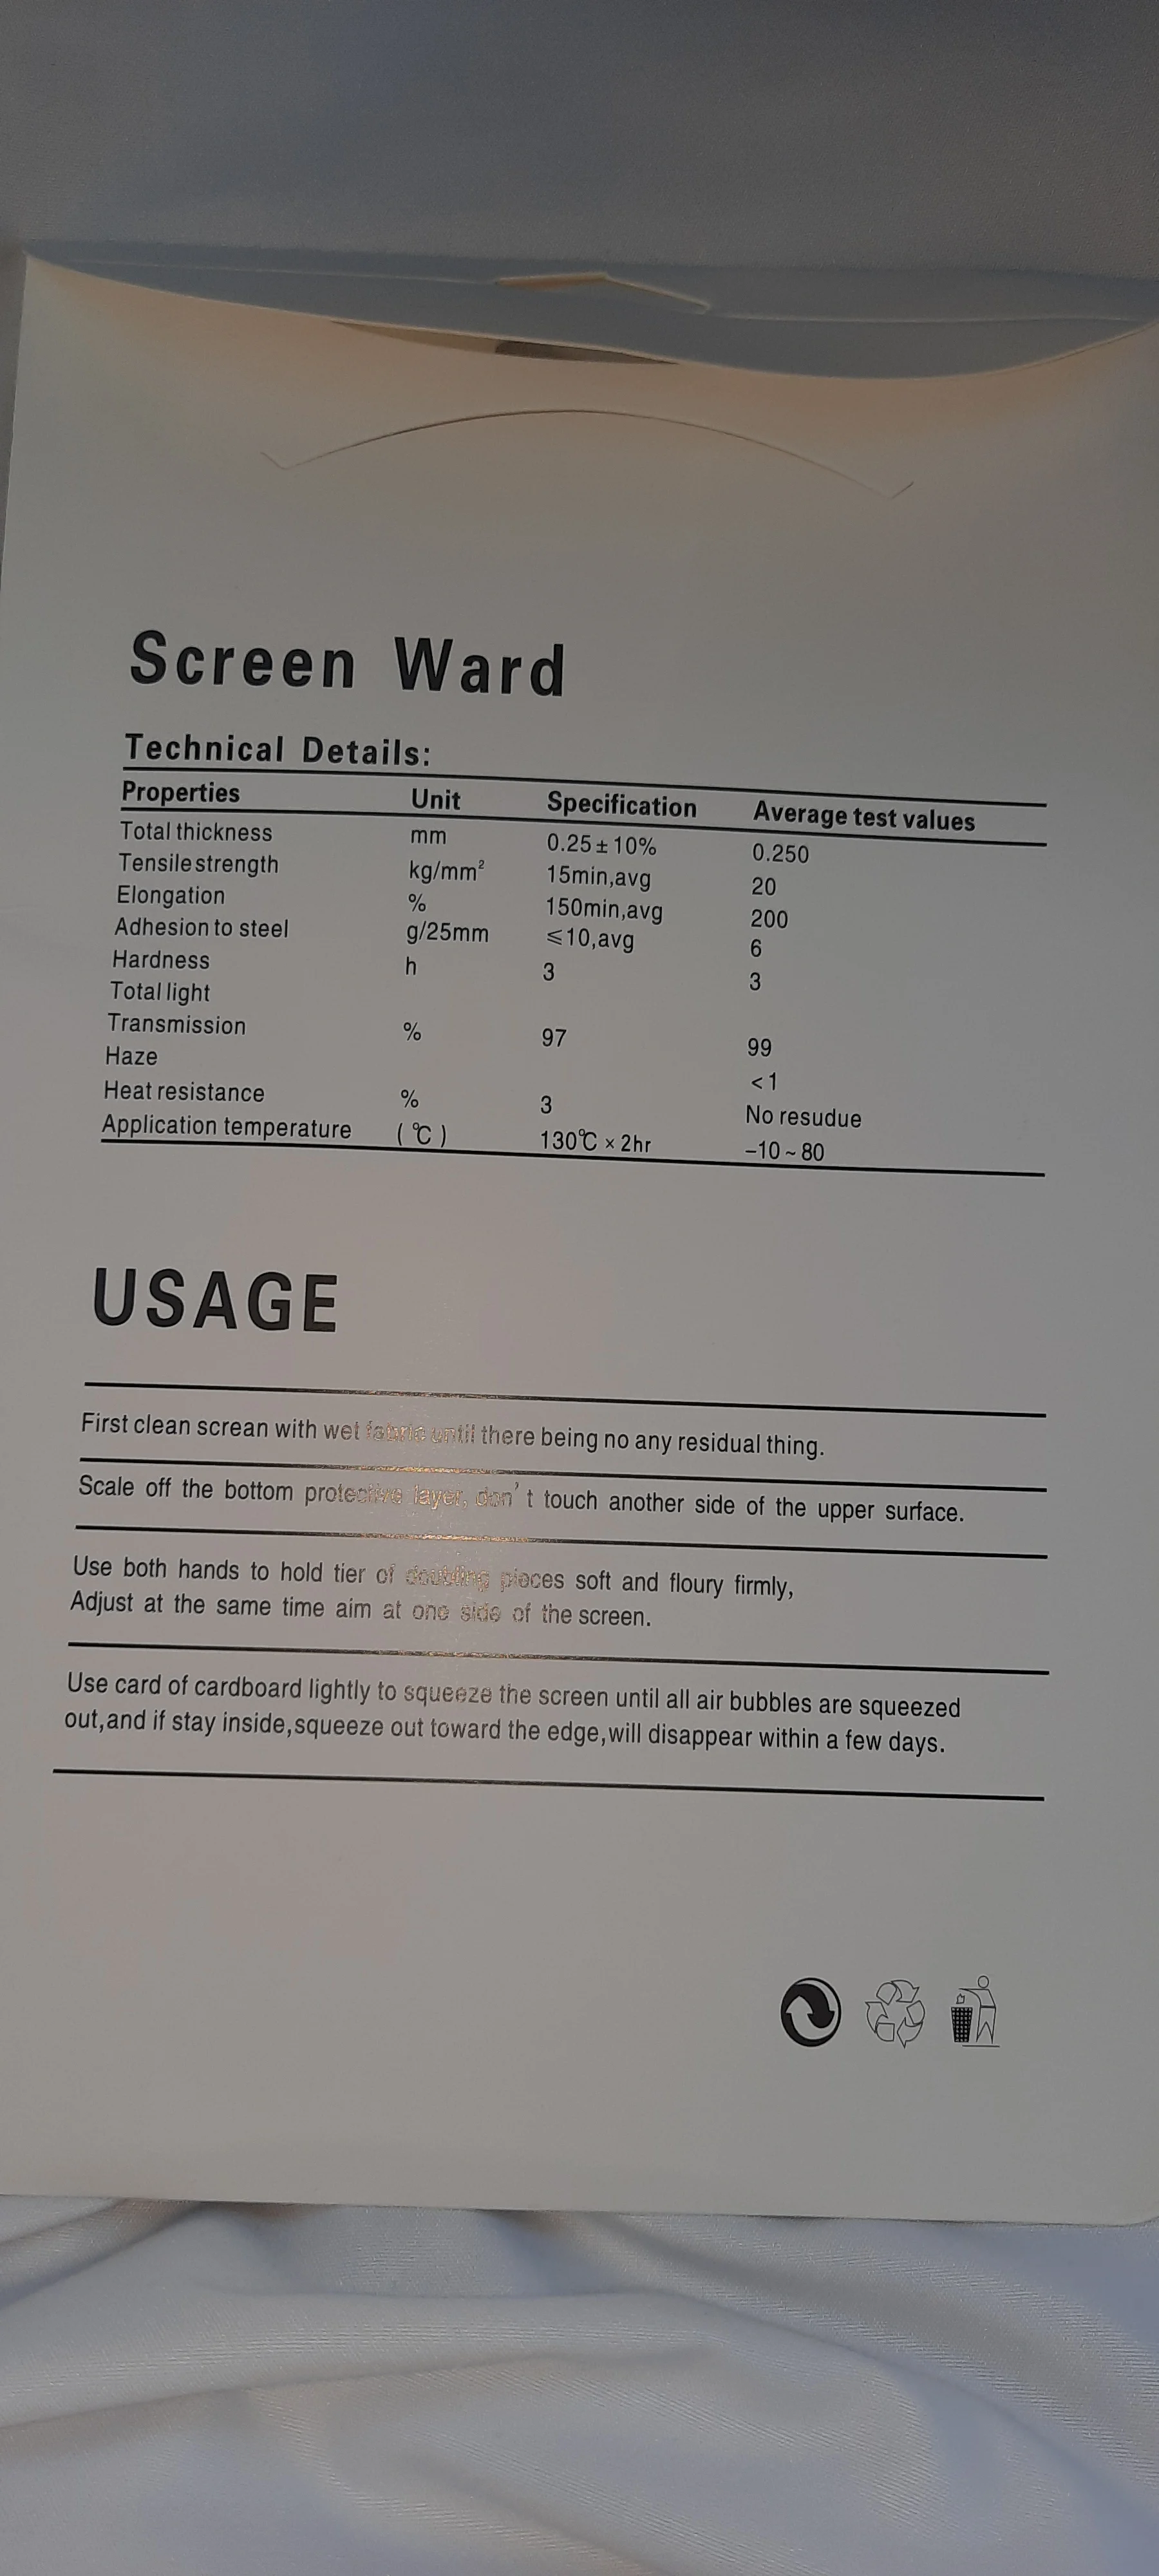 Screen Ward
Technical Details:
Properties Unit Specification Average test values
Total thickness mm 0.25±10% 0.250
Tensile strength kg/mm² 15min,avg 20
Elongation % 150min,avg 200
Adhesion to steel g/25mm ≤10,avg 6
Hardness h 3 3
Total light
Transmission % 97 99
Haze <1
Heat resistance % 3 No resudue
Application temperature (℃) 130℃×2hr –10~80
USAGE
First clean screan with wet fabric until there being no any residual thing.
Scale off the bottom protective layer, don't touch another side of the upper surface.
Use both hands to hold tier of doubling pieces soft and floury firmly,
Adjust at the same time aim at one side of the screen.
Use card of cardboard lightly to squeeze the screen until all air bubbles are squeezed
out,and if stay inside,squeeze out toward the edge,will disappear within a few days.